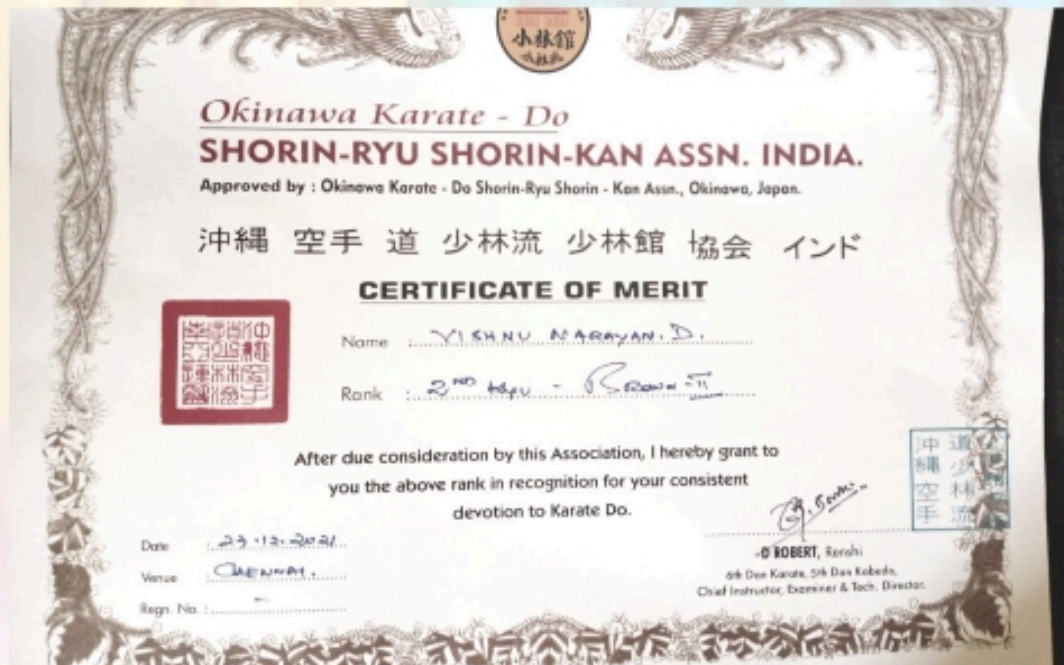 小林館
Okinawa Karate - Do
SHORIN-RYU SHORIN-KAN ASSN. INDIA.
Approved by : Okinawa Karate - Do Shorin-Ryu Shorin - Kan Assn., Okinawa, Japan.
沖縄 空手 道 少林流 少林館 協会 インド
CERTIFICATE OF MERIT
Name : VISHNU NARAYAN. D.
Rank : 2ND Kyu - Brown - II
After due consideration by this Association, I hereby grant to
you the above rank in recognition for your consistent
devotion to Karate Do.
沖縄空手
道少林流
Date : 23-12-2021
Venue : CHENNAI.
Regn. No. : -
ROBERT, Renshi
6th Dan Karate, 5th Dan Kobudo,
Chief Instructor, Examiner & Tech. Director.